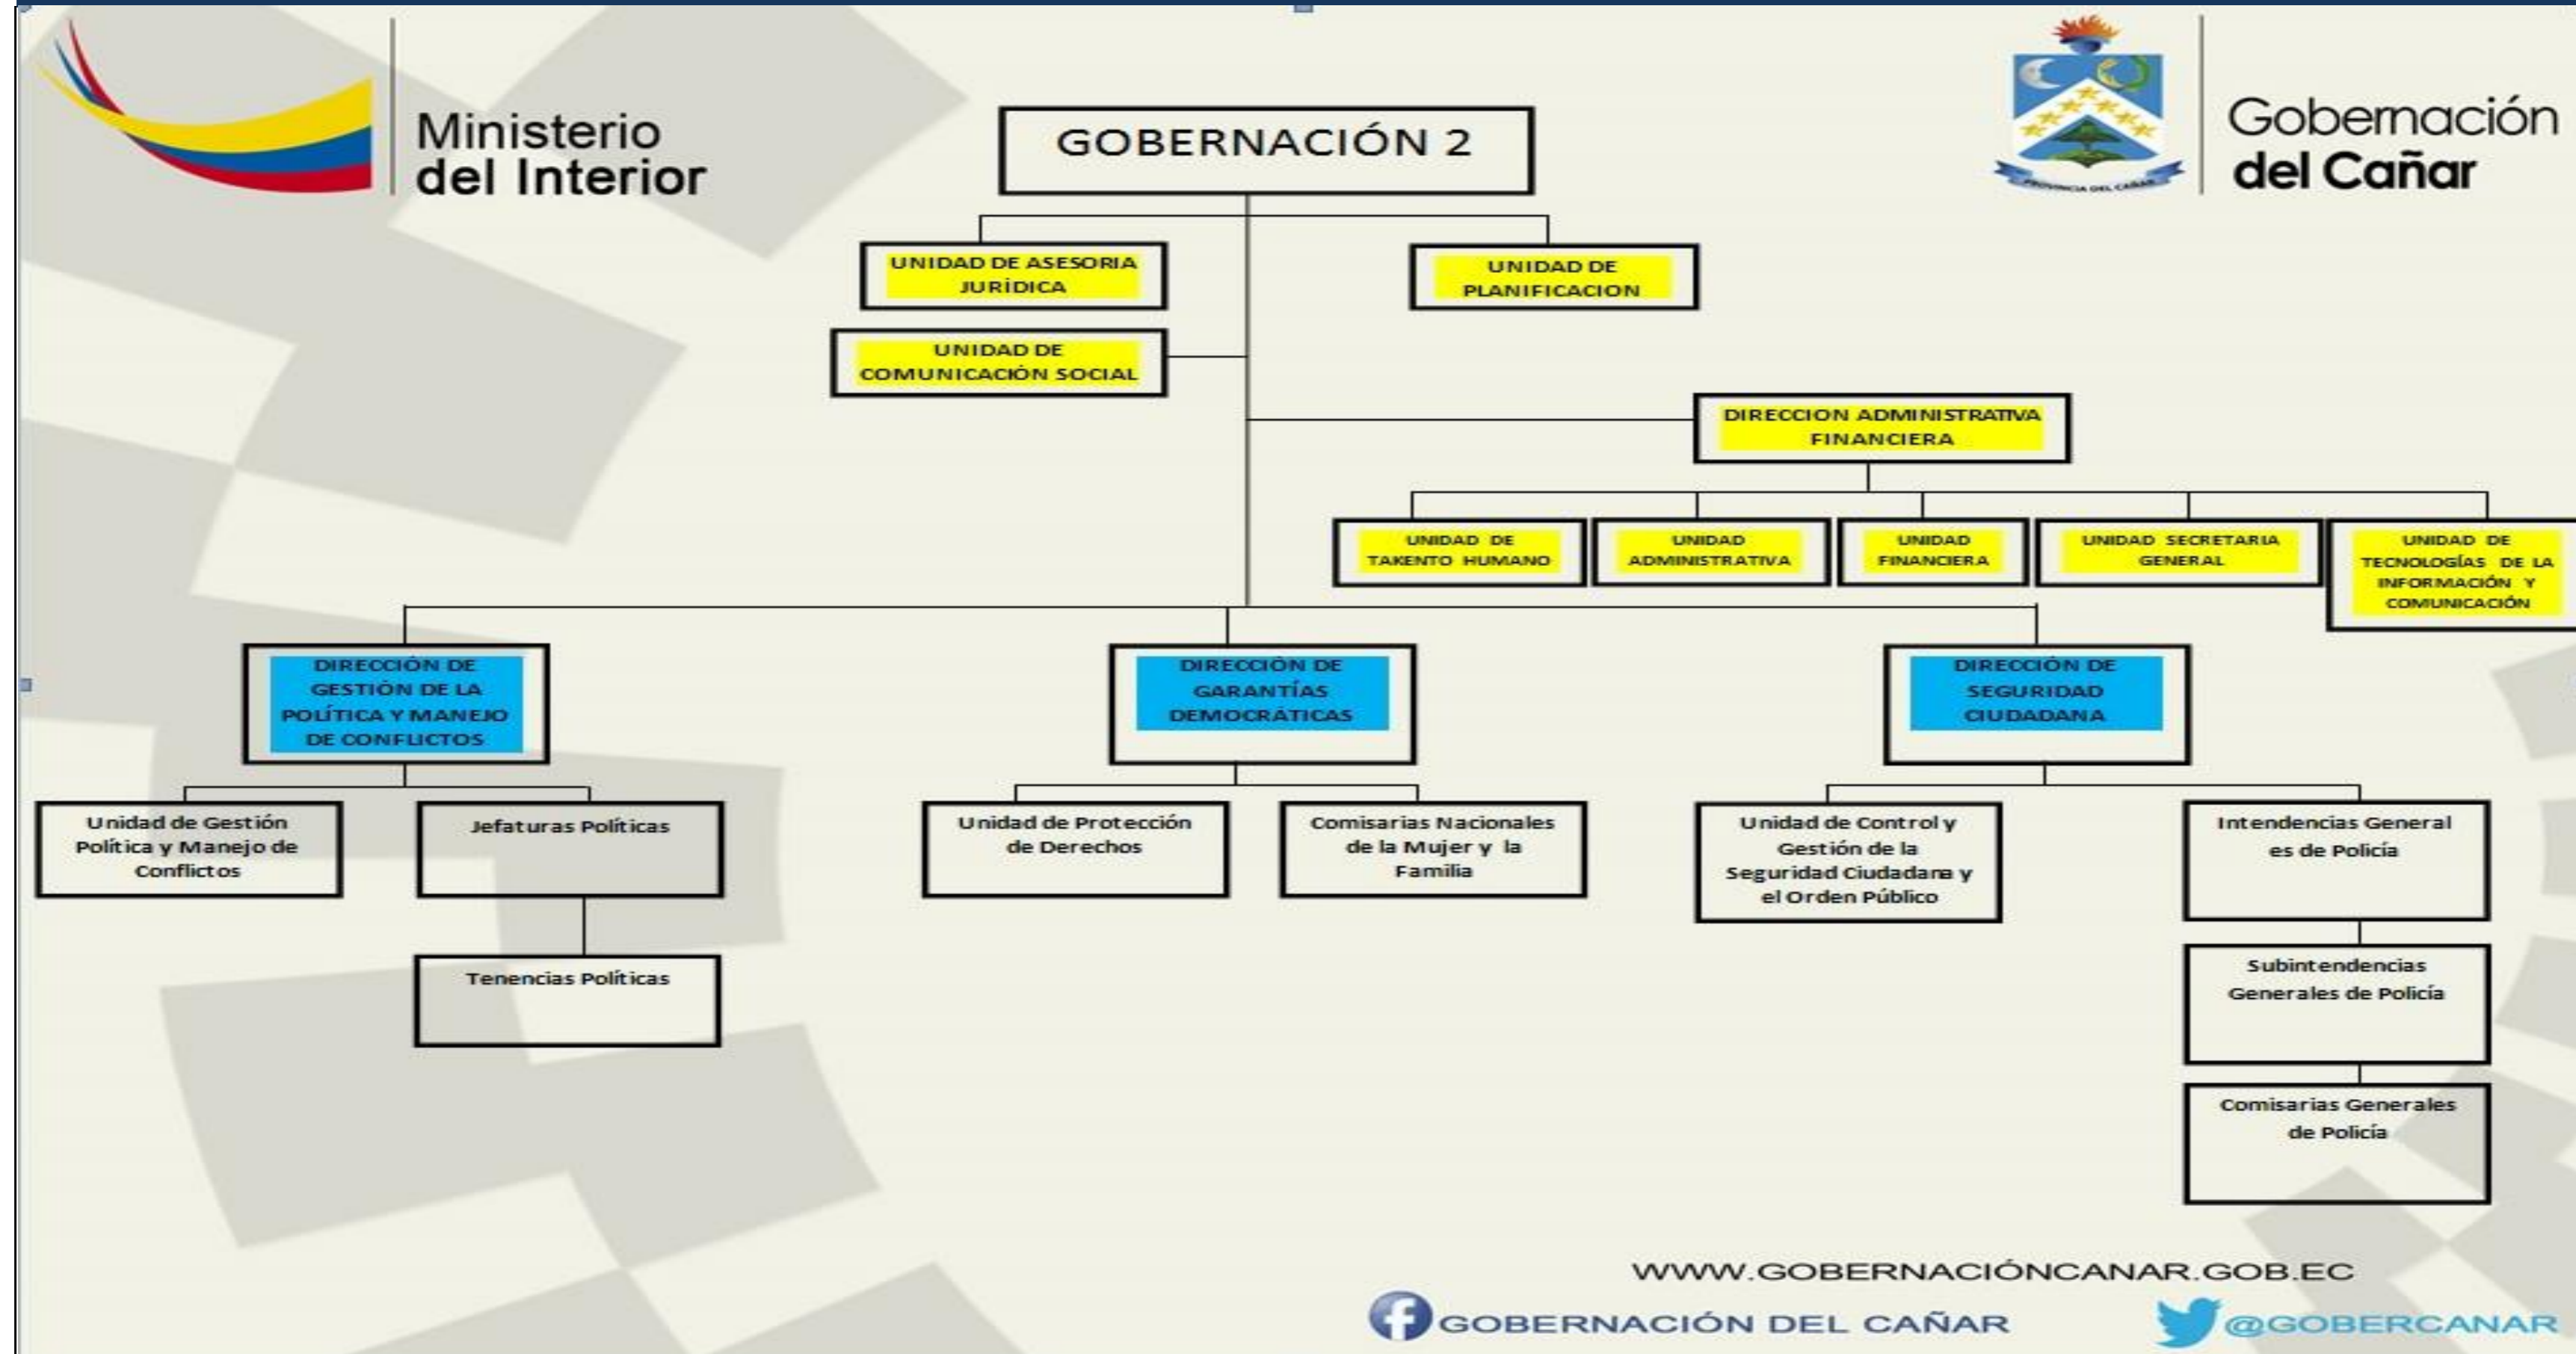 Ministerio
del Interior
GOBERNACIÓN 2
PROVINCIA DEL CAÑAR
Gobernación
del Cañar
UNIDAD DE ASESORIA
JURÍDICA
UNIDAD DE
PLANIFICACION
UNIDAD DE
COMUNICACIÓN SOCIAL
DIRECCION ADMINISTRATIVA
FINANCIERA
UNIDAD DE
TAKENTO HUMANO
UNIDAD
ADMINISTRATIVA
UNIDAD
FINANCIERA
UNIDAD SECRETARIA
GENERAL
UNIDAD DE
TECNOLOGÍAS DE LA
INFORMACIÓN Y
COMUNICACIÓN
DIRECCIÓN DE
GESTIÓN DE LA
POLÍTICA Y MANEJO
DE CONFLICTOS
DIRECCIÓN DE
GARANTÍAS
DEMOCRÁTICAS
DIRECCIÓN DE
SEGURIDAD
CIUDADANA
Unidad de Gestión
Política y Manejo de
Conflictos
Jefaturas Políticas
Unidad de Protección
de Derechos
Comisarias Nacionales
de la Mujer y la
Familia
Unidad de Control y
Gestión de la
Seguridad Ciudadana y
el Orden Público
Intendencias General
es de Policía
Tenencias Políticas
Subintendencias
Generales de Policía
Comisarias Generales
de Policía
WWW.GOBERNACIÓNCANAR.GOB.EC
GOBERNACIÓN DEL CAÑAR
@GOBERCANAR